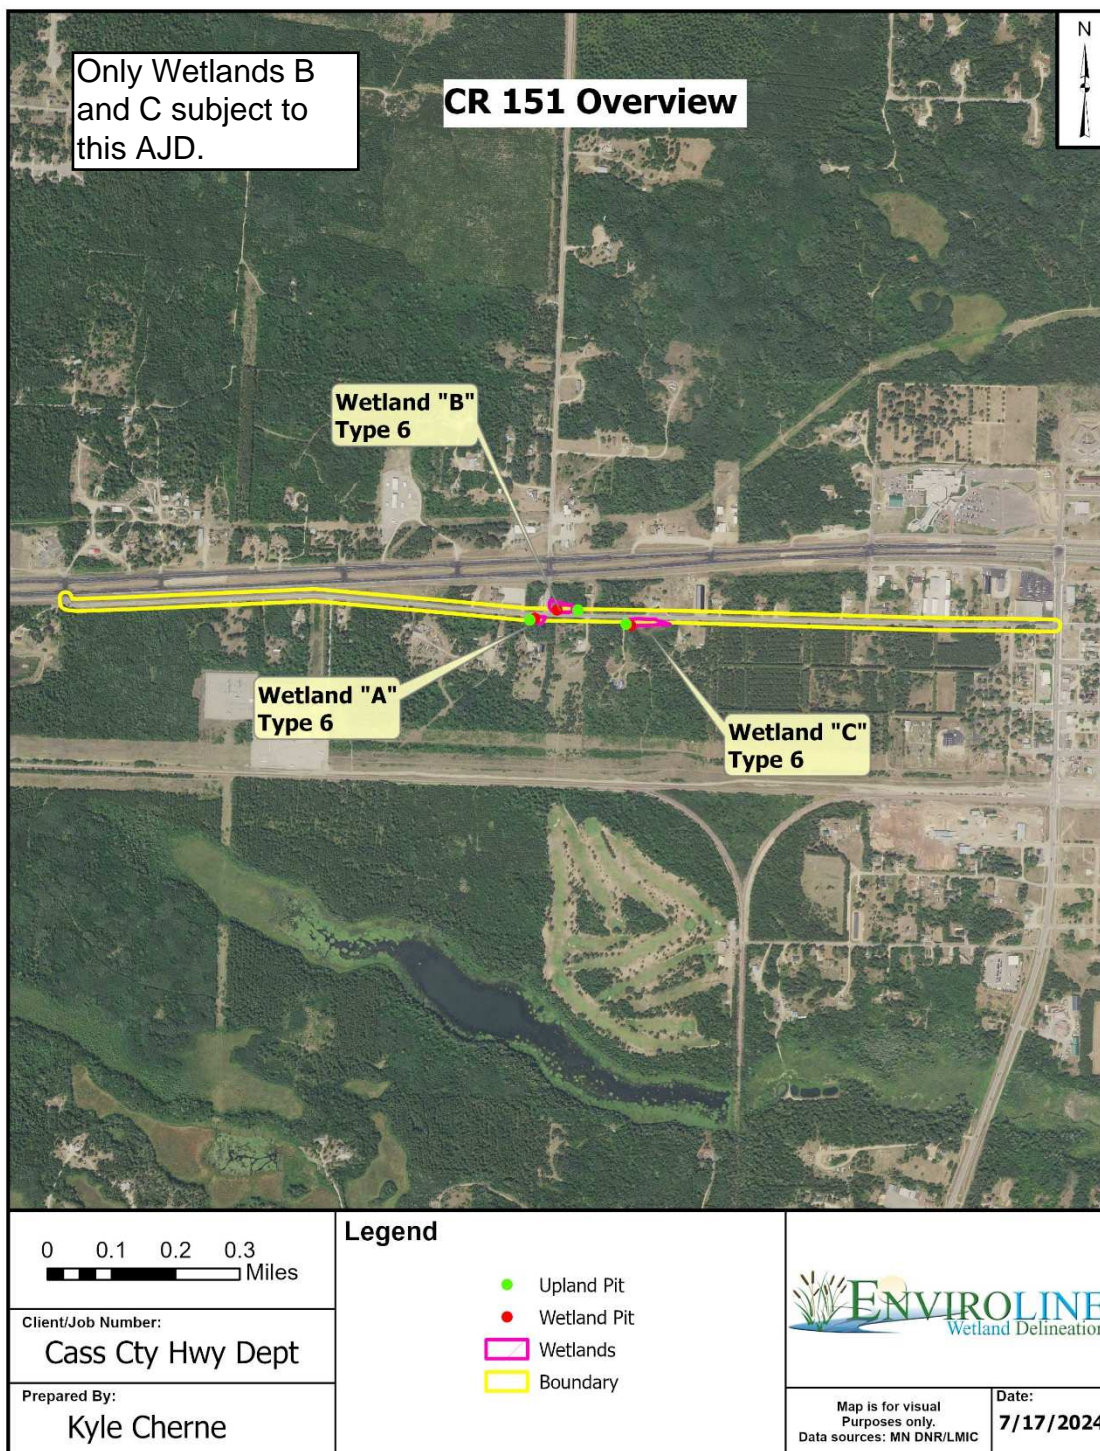 Only Wetlands B
and C subject to
this AJD.
CR 151 Overview
N
Wetland "B"
Type 6
Wetland "A"
Type 6
Wetland "C"
Type 6
0 0.1 0.2 0.3
Miles
Client/Job Number:
Cass Cty Hwy Dept
Prepared By:
Kyle Cherne
Legend
Upland Pit
Wetland Pit
Wetlands
Boundary
ENVIROLINE
Wetland Delineation
Map is for visual
Purposes only.
Data sources: MN DNR/LMIC
Date:
7/17/2024